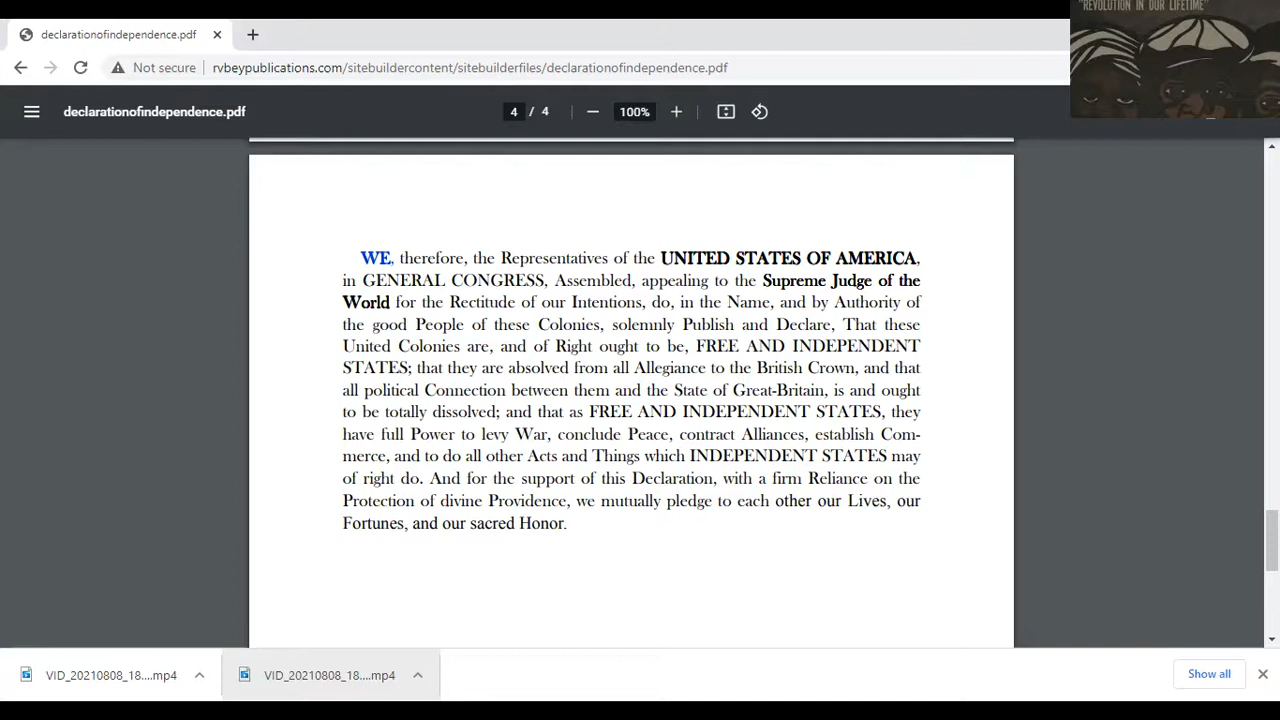 "REVOLUTION IN OUR LIFETIME"
declarationofindependence.pdf
Not secure
rvbeypublications.com/sitebuildercontent/sitebuilderfiles/declarationofindependence.pdf
declarationofindependence.pdf
4 / 4
100%
WE, therefore, the Representatives of the UNITED STATES OF AMERICA,
in GENERAL CONGRESS, Assembled, appealing to the Supreme Judge of the
World for the Rectitude of our Intentions, do, in the Name, and by Authority of
the good People of these Colonies, solemnly Publish and Declare, That these
United Colonies are, and of Right ought to be, FREE AND INDEPENDENT
STATES; that they are absolved from all Allegiance to the British Crown, and that
all political Connection between them and the State of Great-Britain, is and ought
to be totally dissolved; and that as FREE AND INDEPENDENT STATES, they
have full Power to levy War, conclude Peace, contract Alliances, establish Com-
merce, and to do all other Acts and Things which INDEPENDENT STATES may
of right do. And for the support of this Declaration, with a firm Reliance on the
Protection of divine Providence, we mutually pledge to each other our Lives, our
Fortunes, and our sacred Honor.
VID_20210808_18....mp4
VID_20210808_18....mp4
Show all